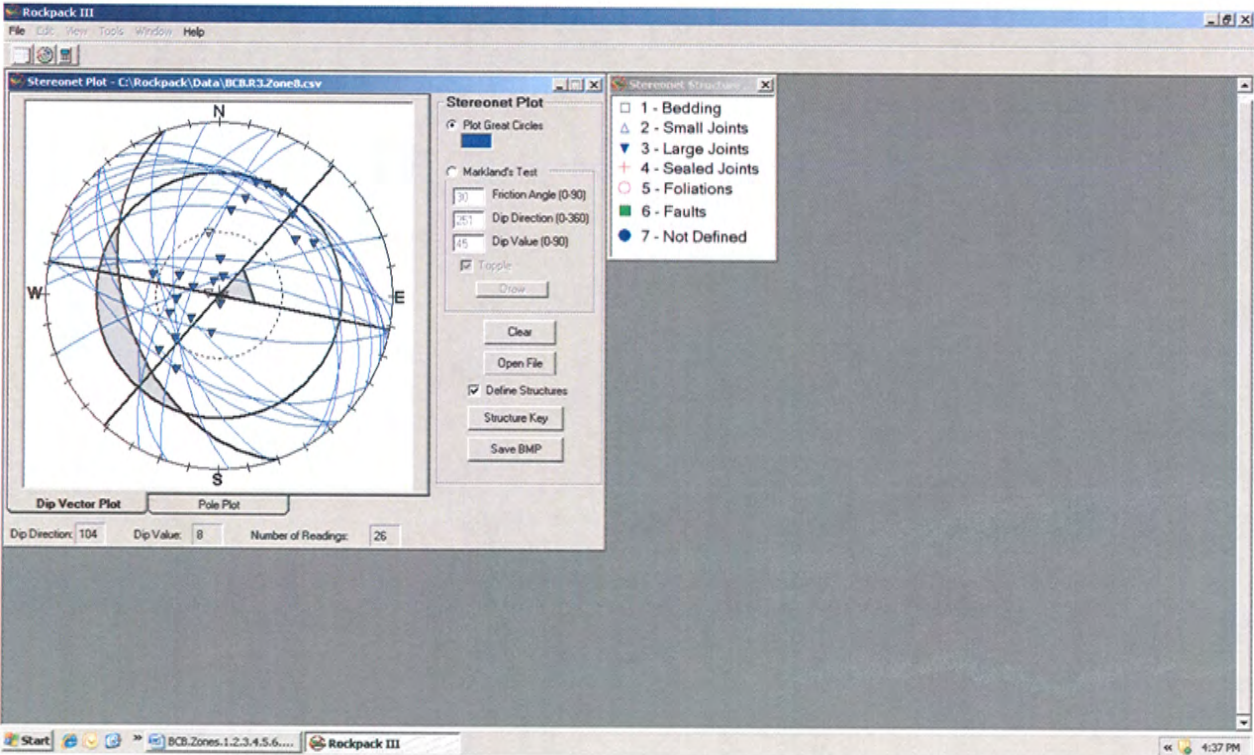 Rockpack III
File Edit View Tools Window Help
Stereonet Plot - C:\Rockpack\Data\BCB.R3.Zone8.csv
N
W
E
S
Stereonet Plot
Plot Great Circles
Markland's Test
30 Friction Angle (0-90)
251 Dip Direction (0-360)
45 Dip Value (0-90)
Topple
Draw
Clear
Open File
Define Structures
Structure Key
Save BMP
Dip Vector Plot Pole Plot
Dip Direction: 104 Dip Value: 8 Number of Readings: 26
Stereonet Structure
1 - Bedding
2 - Small Joints
3 - Large Joints
4 - Sealed Joints
5 - Foliations
6 - Faults
7 - Not Defined
Start » BCB.Zones.1.2.3.4.5.6.... Rockpack III « 4:37 PM